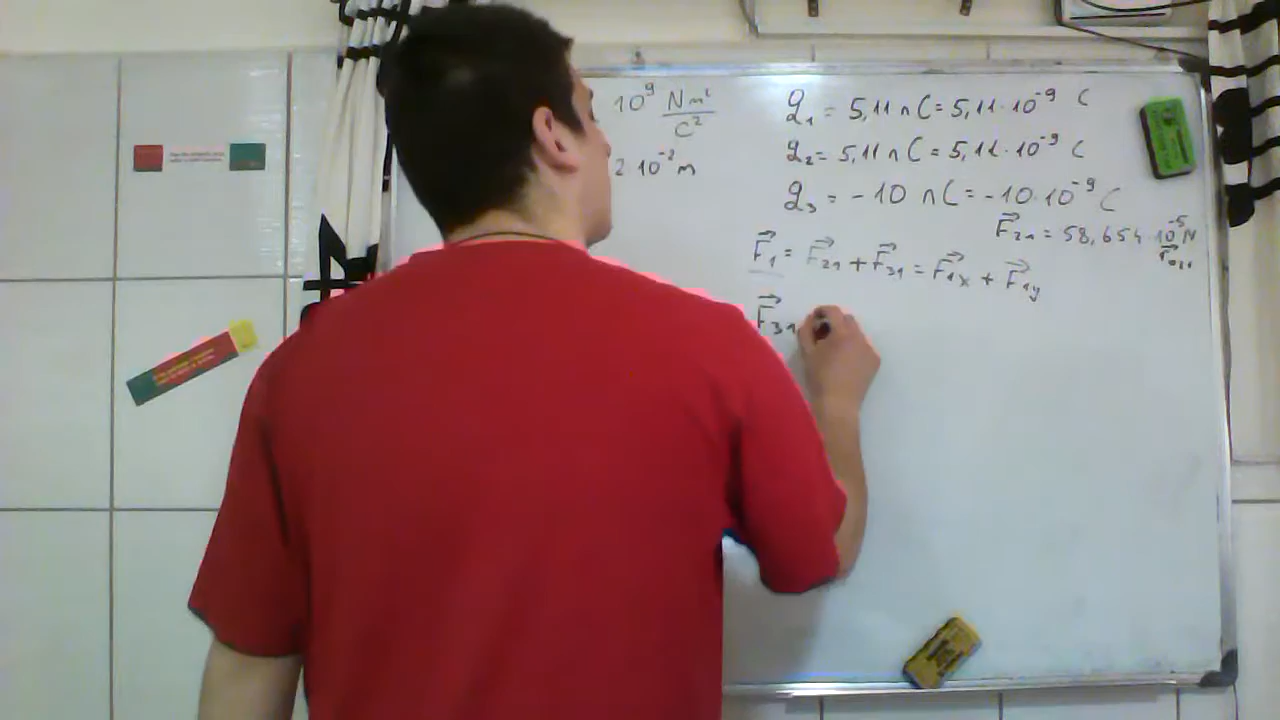 10⁹ Nm²/C²
2 10⁻² m
q₁ = 5,11 nC = 5,11·10⁻⁹ C
q₂ = 5,11 nC = 5,11·10⁻⁹ C
q₃ = -10 nC = -10·10⁻⁹ C
F⃗₂₁ = 58,654·10⁻⁵ N r⃗₀₂₁
F⃗₁ = F⃗₂₁ + F⃗₃₁ = F⃗₁ₓ + F⃗₁y
F⃗₃₁